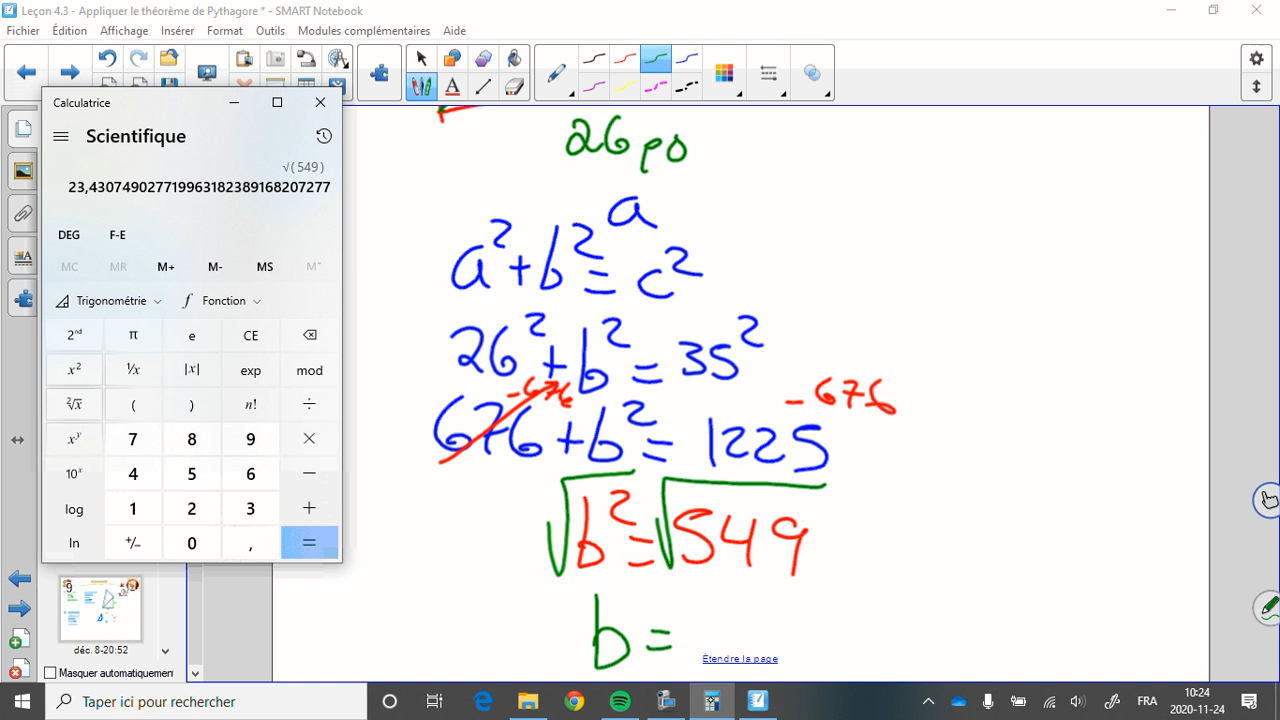 Leçon 4.3 - Appliquer le théorème de Pythagore * - SMART Notebook
Fichier Édition Affichage Insérer Format Outils Modules complémentaires Aide
Calculatrice
Scientifique
√(549)
23,430749027719963182389168207277
DEG F-E
MC MR M+ M- MS M˅
Trigonométrie f Fonction
2ⁿᵈ π e CE
x² ¹/x |x| exp mod
²√x ( ) n! ÷
xʸ 7 8 9 ×
10ˣ 4 5 6 −
log 1 2 3 +
ln +/− 0 , =
26 po
a
a² + b² = c²
26² + b² = 35²
-676 -676
676 + b² = 1225
√b² = √549
b =
Étendre la page
9
déc. 8-20:52
Masquer automatiquement
Taper ici pour rechercher
FRA
10:24
2020-11-24